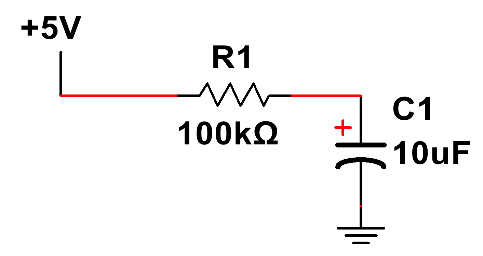 +5V
R1
100kΩ
+
C1
10uF